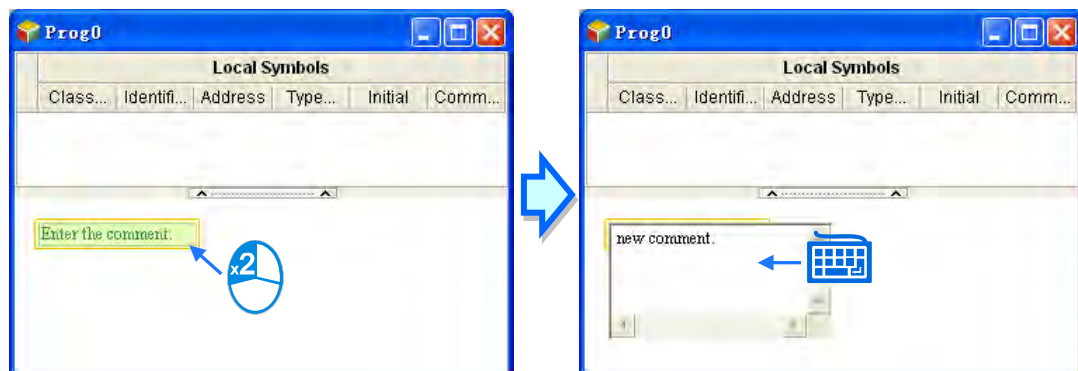 Prog0
Local Symbols
Class... Identifi... Address Type... Initial Comm...
Enter the comment.
x2
Prog0
Local Symbols
Class... Identifi... Address Type... Initial Comm...
new comment.